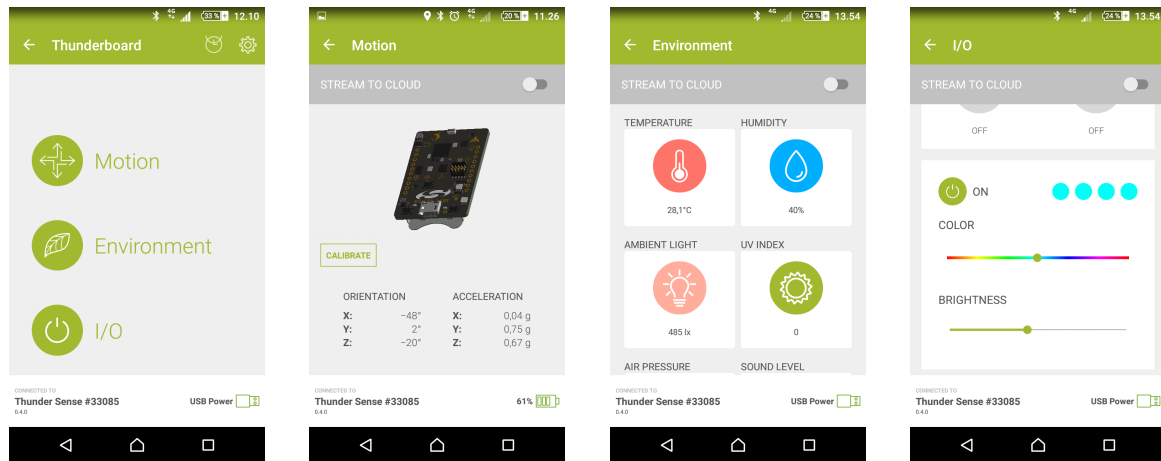 33 % 12.10
Thunderboard
Motion
Environment
I/O
CONNECTED TO
Thunder Sense #33085
USB Power
0.4.0
4G 20 % 11.26
Motion
STREAM TO CLOUD
CALIBRATE
ORIENTATION ACCELERATION
X: −48° X: 0,04 g
Y: 2° Y: 0,75 g
Z: −20° Z: 0,67 g
CONNECTED TO
Thunder Sense #33085
61%
0.4.0
4G 24 % 13.54
Environment
STREAM TO CLOUD
TEMPERATURE HUMIDITY
28,1°C 40%
AMBIENT LIGHT UV INDEX
485 lx 0
AIR PRESSURE SOUND LEVEL
CONNECTED TO
Thunder Sense #33085
USB Power
0.4.0
4G 24 % 13.54
I/O
STREAM TO CLOUD
OFF OFF
ON
COLOR
BRIGHTNESS
CONNECTED TO
Thunder Sense #33085
USB Power
0.4.0